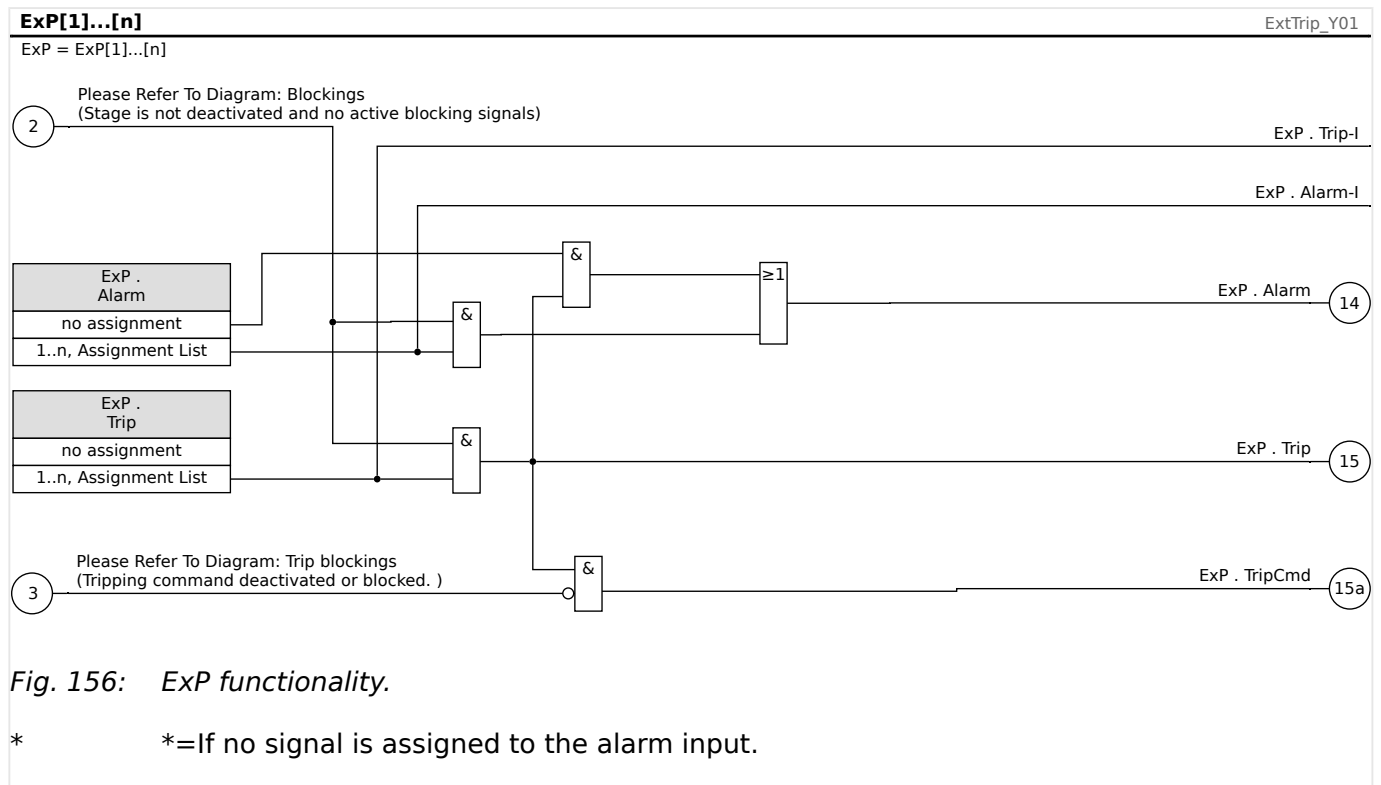 ExP[1]...[n]
ExtTrip_Y01
ExP = ExP[1]...[n]
Please Refer To Diagram: Blockings
(Stage is not deactivated and no active blocking signals)
2
ExP . Trip-I
ExP . Alarm-I
&
ExP .
Alarm
≥1
ExP . Alarm
14
no assignment
&
1..n, Assignment List
ExP .
Trip
&
no assignment
ExP . Trip
15
1..n, Assignment List
Please Refer To Diagram: Trip blockings
(Tripping command deactivated or blocked. )
3
&
ExP . TripCmd
15a
Fig. 156: ExP functionality.
* *=If no signal is assigned to the alarm input.